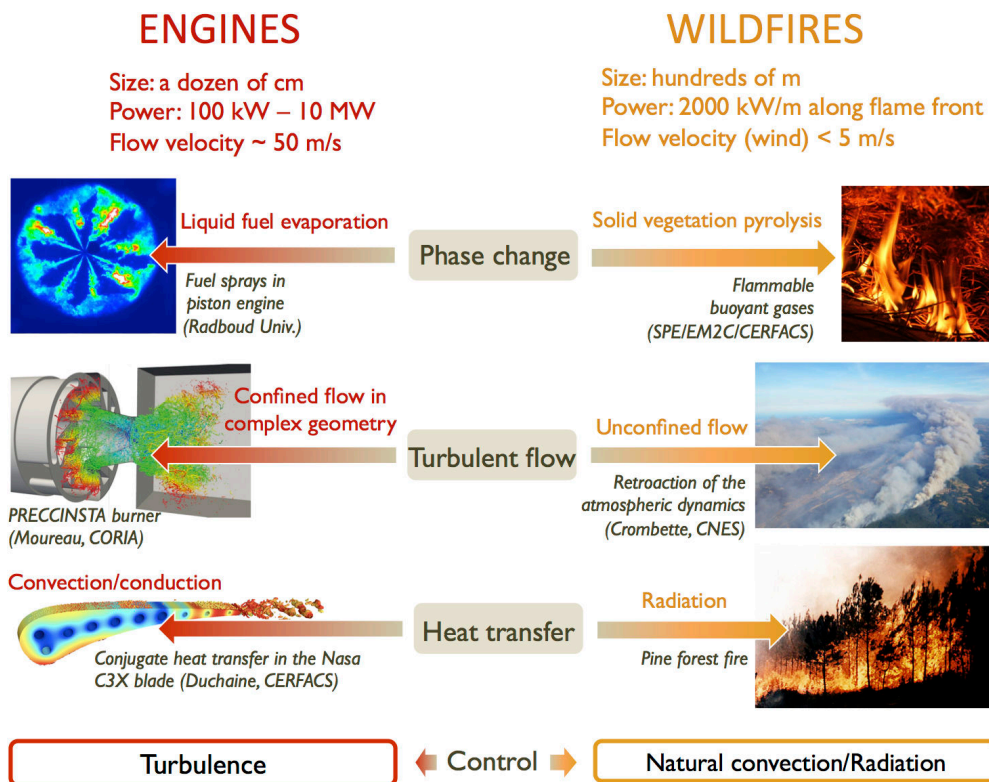 ENGINES
Size: a dozen of cm
Power: 100 kW – 10 MW
Flow velocity ~ 50 m/s
WILDFIRES
Size: hundreds of m
Power: 2000 kW/m along flame front
Flow velocity (wind) < 5 m/s
Liquid fuel evaporation
Fuel sprays in
piston engine
(Radboud Univ.)
Phase change
Solid vegetation pyrolysis
Flammable
buoyant gases
(SPE/EM2C/CERFACS)
Confined flow in
complex geometry
PRECCINSTA burner
(Moureau, CORIA)
Turbulent flow
Unconfined flow
Retroaction of the
atmospheric dynamics
(Crombette, CNES)
Convection/conduction
Conjugate heat transfer in the Nasa
C3X blade (Duchaine, CERFACS)
Heat transfer
Radiation
Pine forest fire
Turbulence
Control
Natural convection/Radiation